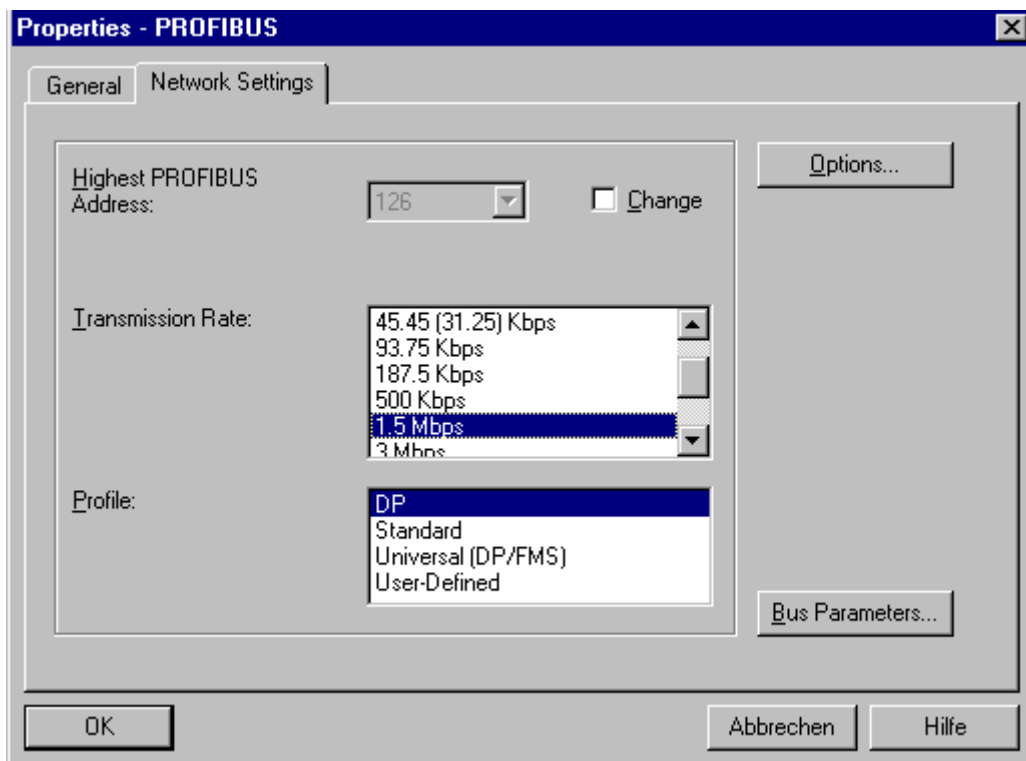 Properties - PROFIBUS
General
Network Settings
Highest PROFIBUS
Address:
126
Change
Options...
Transmission Rate:
45.45 (31.25) Kbps
93.75 Kbps
187.5 Kbps
500 Kbps
1.5 Mbps
3 Mbps
Profile:
DP
Standard
Universal (DP/FMS)
User-Defined
Bus Parameters...
OK
Abbrechen
Hilfe